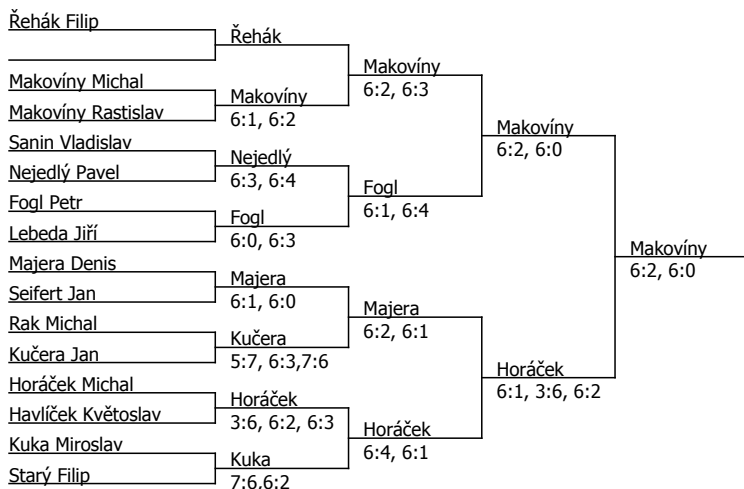 Řehák Filip
Řehák
Makovíny Michal
Makovíny Rastislav
Makovíny
6:1, 6:2
Makovíny
6:2, 6:3
Sanin Vladislav
Nejedlý Pavel
Nejedlý
6:3, 6:4
Fogl Petr
Lebeda Jiří
Fogl
6:0, 6:3
Fogl
6:1, 6:4
Makovíny
6:2, 6:0
Majera Denis
Seifert Jan
Majera
6:1, 6:0
Rak Michal
Kučera Jan
Kučera
5:7, 6:3,7:6
Majera
6:2, 6:1
Horáček Michal
Havlíček Květoslav
Horáček
3:6, 6:2, 6:3
Kuka Miroslav
Starý Filip
Kuka
7:6,6:2
Horáček
6:4, 6:1
Horáček
6:1, 3:6, 6:2
Makovíny
6:2, 6:0